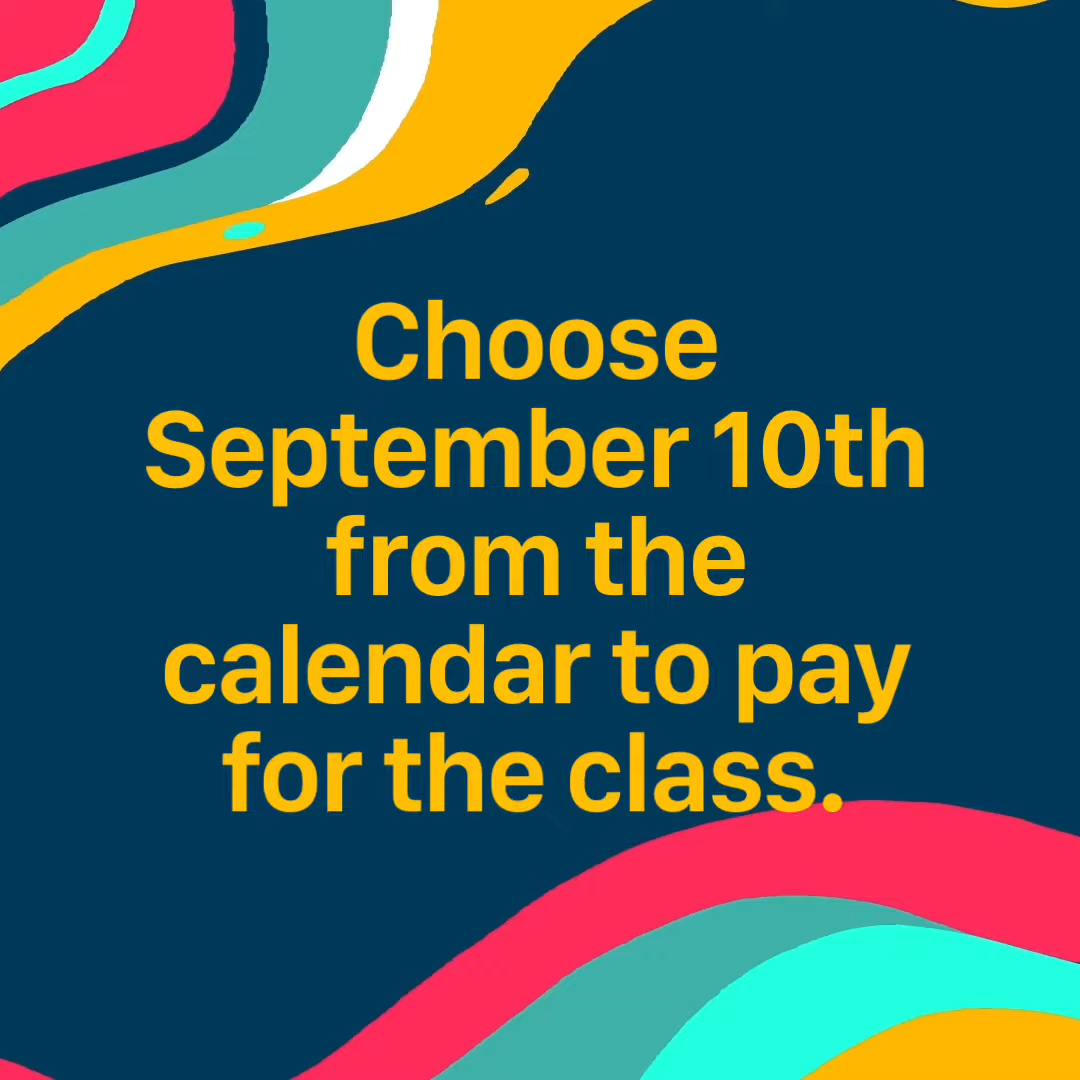 Choose
September 10th
from the
calendar to pay
for the class.